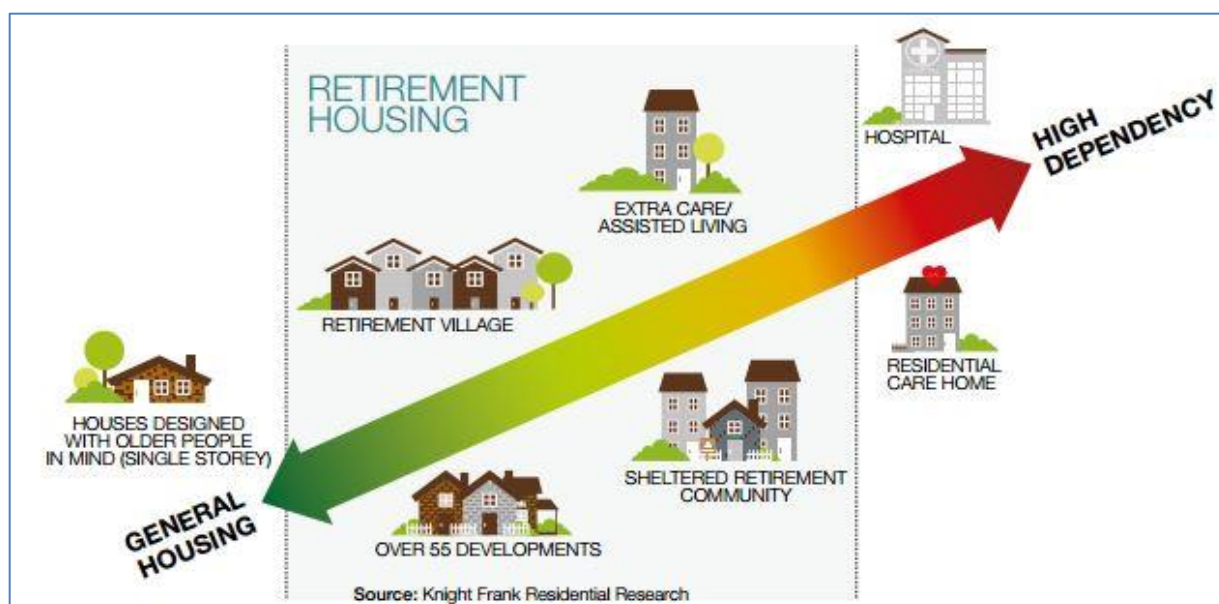 RETIREMENT
HOUSING
HOSPITAL
HIGH
DEPENDENCY
EXTRA CARE/
ASSISTED LIVING
RETIREMENT VILLAGE
RESIDENTIAL
CARE HOME
HOUSES DESIGNED
WITH OLDER PEOPLE
IN MIND (SINGLE STOREY)
SHELTERED RETIREMENT
COMMUNITY
GENERAL
HOUSING
OVER 55 DEVELOPMENTS
Source: Knight Frank Residential Research